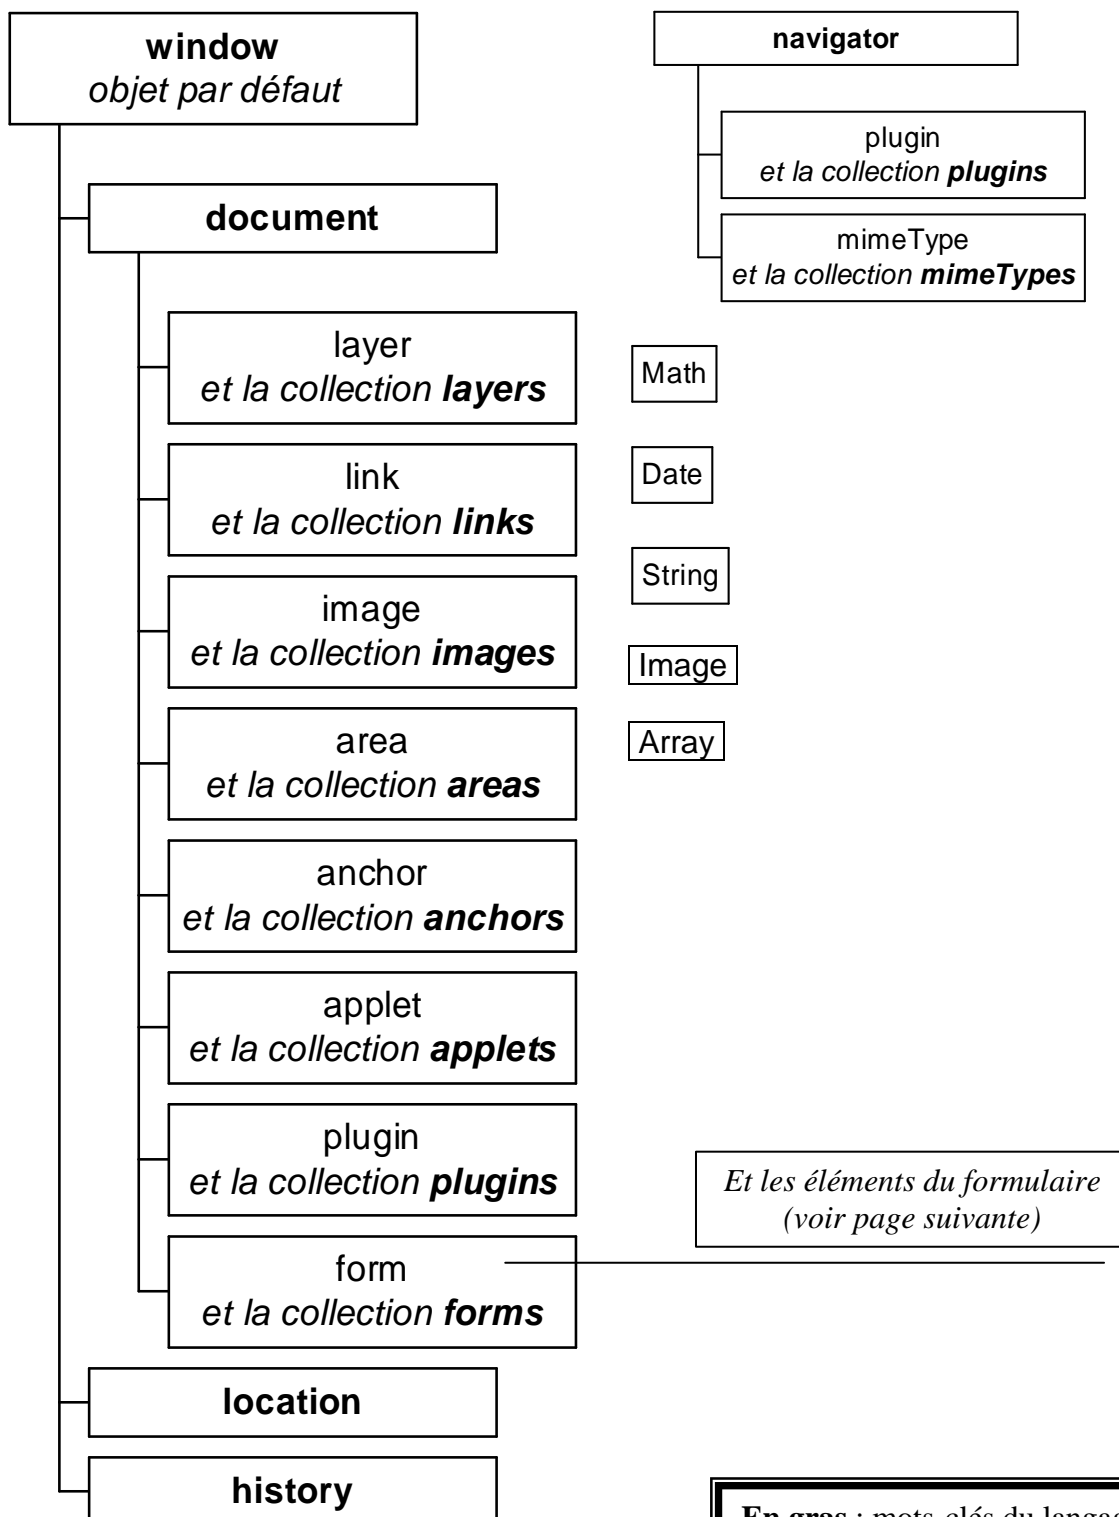 window
objet par défaut
document
layer
et la collection layers
link
et la collection links
image
et la collection images
area
et la collection areas
anchor
et la collection anchors
applet
et la collection applets
plugin
et la collection plugins
form
et la collection forms
location
history
navigator
plugin
et la collection plugins
mimeType
et la collection mimeTypes
Math
Date
String
Image
Array
Et les éléments du formulaire
(voir page suivante)
En gras : mots-clés du langag